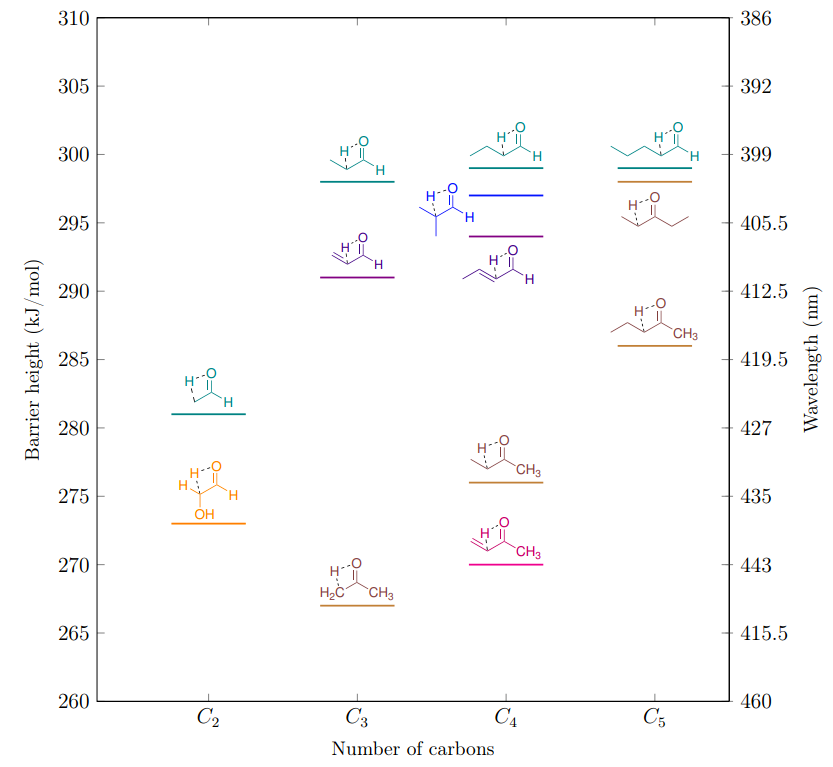 310 386
305 392
300 399
295 405.5
290 412.5
285 419.5
280 427
275 435
270 443
265 415.5
260 460
Barrier height (kJ/mol)
Wavelength (nm)
H O H
H O H
H O H
H O H
H O
H O H
H O H
H O CH3
H O H
H O CH3
H H O H
OH
H O CH3
H O
H2C CH3
C2 C3 C4 C5
Number of carbons